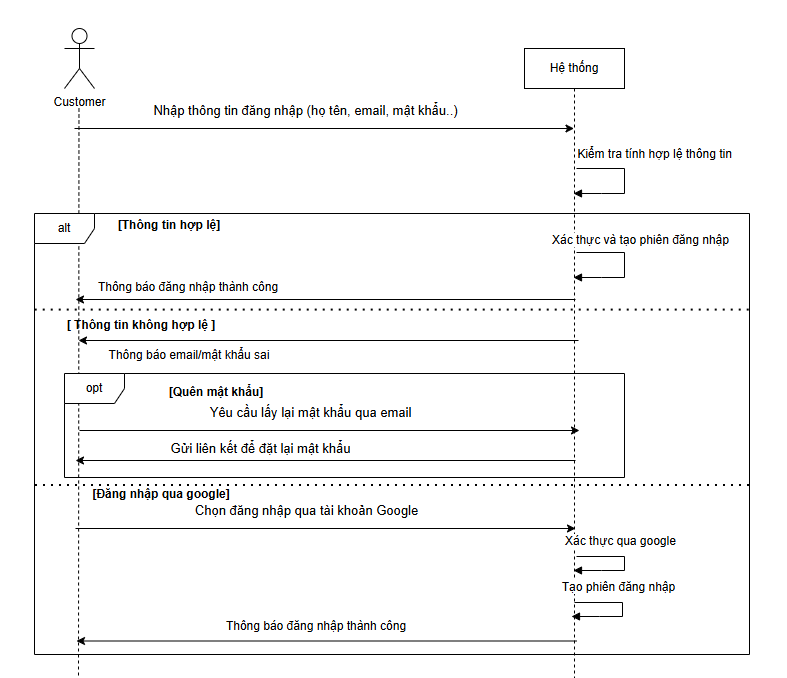 Customer
Hệ thống
Nhập thông tin đăng nhập (họ tên, email, mật khẩu..)
Kiểm tra tính hợp lệ thông tin
alt
[Thông tin hợp lệ]
Xác thực và tạo phiên đăng nhập
Thông báo đăng nhập thành công
[ Thông tin không hợp lệ ]
Thông báo email/mật khẩu sai
opt
[Quên mật khẩu]
Yêu cầu lấy lại mật khẩu qua email
Gửi liên kết để đặt lại mật khẩu
[Đăng nhập qua google]
Chọn đăng nhập qua tài khoản Google
Xác thực qua google
Tạo phiên đăng nhập
Thông báo đăng nhập thành công